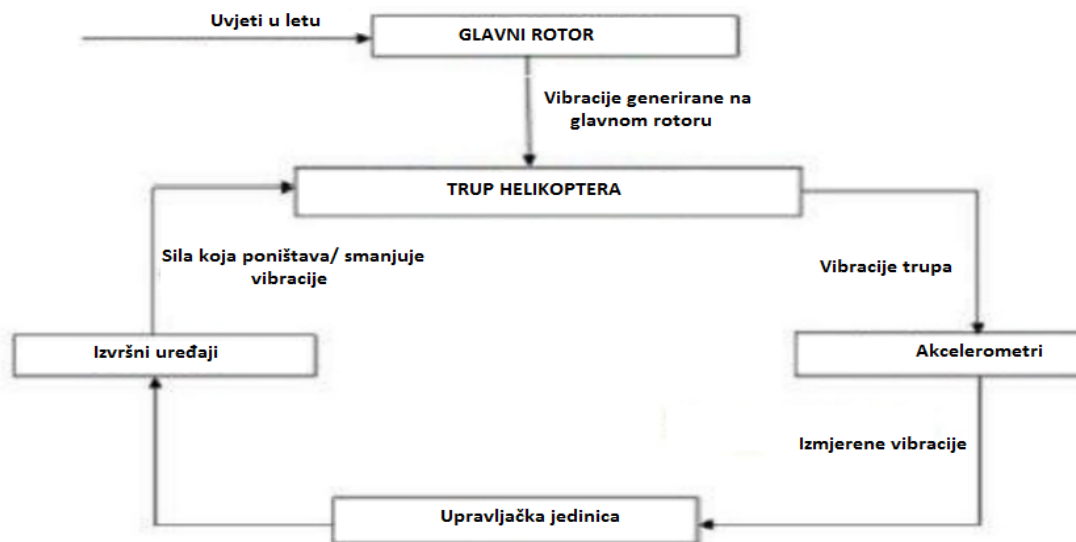 Uvjeti u letu
GLAVNI ROTOR
Vibracije generirane na
glavnom rotoru
TRUP HELIKOPTERA
Sila koja poništava/ smanjuje
vibracije
Vibracije trupa
Izvršni uređaji
Akcelerometri
Izmjerene vibracije
Upravljačka jedinica